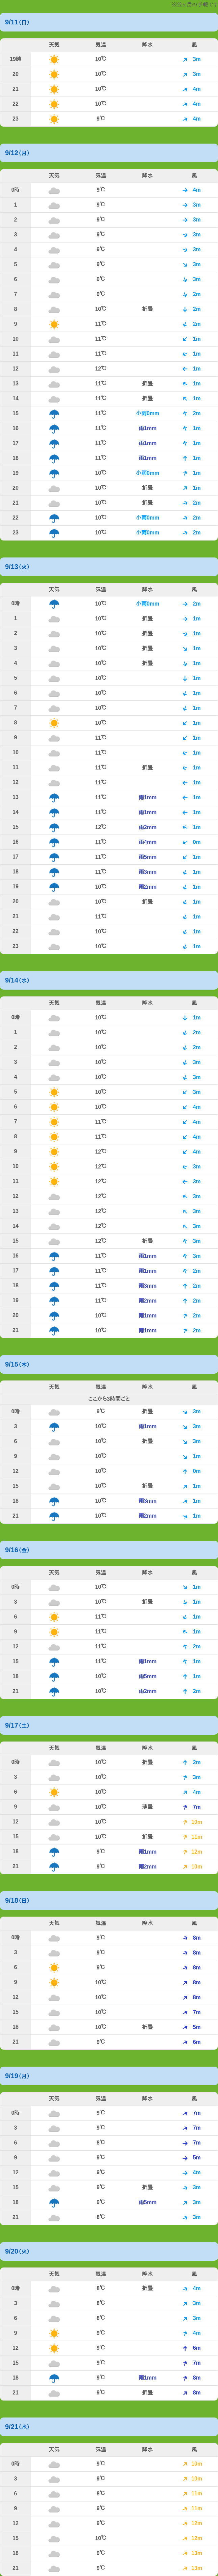 9/11(日)
天気 気温 降水 風
19時 10℃ 3m
20 10℃ 3m
21 10℃ 4m
22 10℃ 4m
23 9℃ 4m
9/12(月)
天気 気温 降水 風
0時 9℃ 4m
1 9℃ 3m
2 9℃ 3m
3 9℃ 3m
4 9℃ 3m
5 9℃ 3m
6 9℃ 3m
7 9℃ 2m
8 10℃ 折畳 2m
9 11℃ 2m
10 11℃ 1m
11 11℃ 1m
12 12℃ 1m
13 11℃ 折畳 1m
14 11℃ 折畳 1m
15 11℃ 小雨0mm 2m
16 11℃ 雨1mm 1m
17 11℃ 雨1mm 1m
18 11℃ 雨1mm 1m
19 10℃ 小雨0mm 1m
20 10℃ 折畳 1m
21 10℃ 折畳 2m
22 10℃ 小雨0mm 2m
23 10℃ 小雨0mm 2m
9/13(火)
天気 気温 降水 風
0時 10℃ 小雨0mm 2m
1 10℃ 折畳 1m
2 10℃ 折畳 1m
3 10℃ 折畳 1m
4 10℃ 折畳 1m
5 10℃ 1m
6 10℃ 1m
7 10℃ 1m
8 10℃ 1m
9 11℃ 1m
10 11℃ 1m
11 11℃ 折畳 1m
12 11℃ 1m
13 11℃ 雨1mm 1m
14 11℃ 雨1mm 1m
15 12℃ 雨2mm 1m
16 11℃ 雨4mm 0m
17 11℃ 雨5mm 1m
18 11℃ 雨3mm 1m
19 10℃ 雨2mm 1m
20 10℃ 折畳 1m
21 11℃ 1m
22 11℃ 1m
23 10℃ 1m
9/14(水)
天気 気温 降水 風
0時 10℃ 1m
1 10℃ 2m
2 10℃ 2m
3 10℃ 3m
4 10℃ 3m
5 10℃ 3m
6 10℃ 4m
7 11℃ 4m
8 11℃ 4m
9 12℃ 4m
10 12℃ 3m
11 12℃ 3m
12 12℃ 3m
13 12℃ 3m
14 12℃ 3m
15 12℃ 折畳 3m
16 11℃ 雨1mm 3m
17 11℃ 雨1mm 2m
18 11℃ 雨3mm 2m
19 11℃ 雨2mm 2m
20 10℃ 雨1mm 2m
21 10℃ 雨1mm 2m
9/15(木)
天気 気温 降水 風
ここから3時間ごと
0時 9℃ 折畳 3m
3 10℃ 雨1mm 3m
6 9℃ 折畳 3m
9 10℃ 1m
12 10℃ 0m
15 10℃ 折畳 1m
18 10℃ 雨3mm 1m
21 10℃ 雨2mm 1m
9/16(金)
天気 気温 降水 風
0時 10℃ 1m
3 10℃ 折畳 1m
6 11℃ 1m
9 11℃ 1m
12 11℃ 2m
15 11℃ 雨1mm 1m
18 10℃ 雨5mm 1m
21 10℃ 雨2mm 2m
9/17(土)
天気 気温 降水 風
0時 10℃ 折畳 2m
3 10℃ 3m
6 10℃ 4m
9 10℃ 薄曇 7m
12 10℃ 10m
15 10℃ 折畳 11m
18 9℃ 雨1mm 12m
21 9℃ 雨2mm 10m
9/18(日)
天気 気温 降水 風
0時 9℃ 8m
3 9℃ 8m
6 9℃ 8m
9 10℃ 8m
12 10℃ 8m
15 10℃ 7m
18 10℃ 折畳 5m
21 9℃ 6m
9/19(月)
天気 気温 降水 風
0時 9℃ 7m
3 9℃ 7m
6 8℃ 7m
9 9℃ 5m
12 9℃ 4m
15 9℃ 折畳 3m
18 9℃ 雨5mm 3m
21 8℃ 3m
9/20(火)
天気 気温 降水 風
0時 8℃ 折畳 4m
3 8℃ 3m
6 8℃ 3m
9 9℃ 4m
12 9℃ 6m
15 9℃ 7m
18 9℃ 雨1mm 8m
21 9℃ 折畳 8m
9/21(水)
天気 気温 降水 風
0時 9℃ 10m
3 9℃ 10m
6 8℃ 11m
9 9℃ 11m
12 9℃ 12m
15 10℃ 12m
18 9℃ 13m
21 9℃ 13m